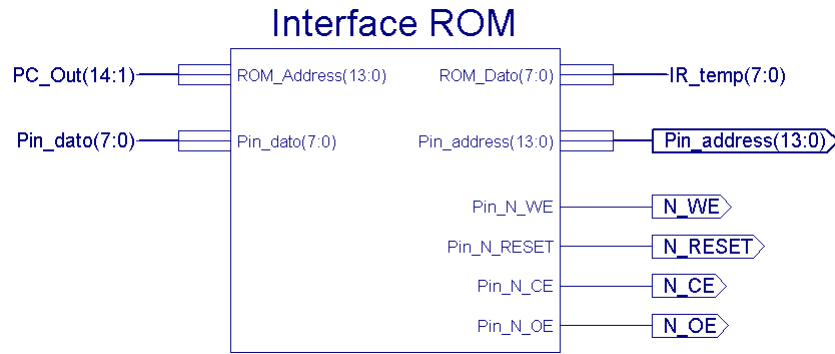 Interface ROM
PC_Out(14:1) ROM_Address(13:0) ROM_Dato(7:0) IR_temp(7:0)
Pin_dato(7:0) Pin_dato(7:0) Pin_address(13:0) Pin_address(13:0)
Pin_N_WE N_WE
Pin_N_RESET N_RESET
Pin_N_CE N_CE
Pin_N_OE N_OE